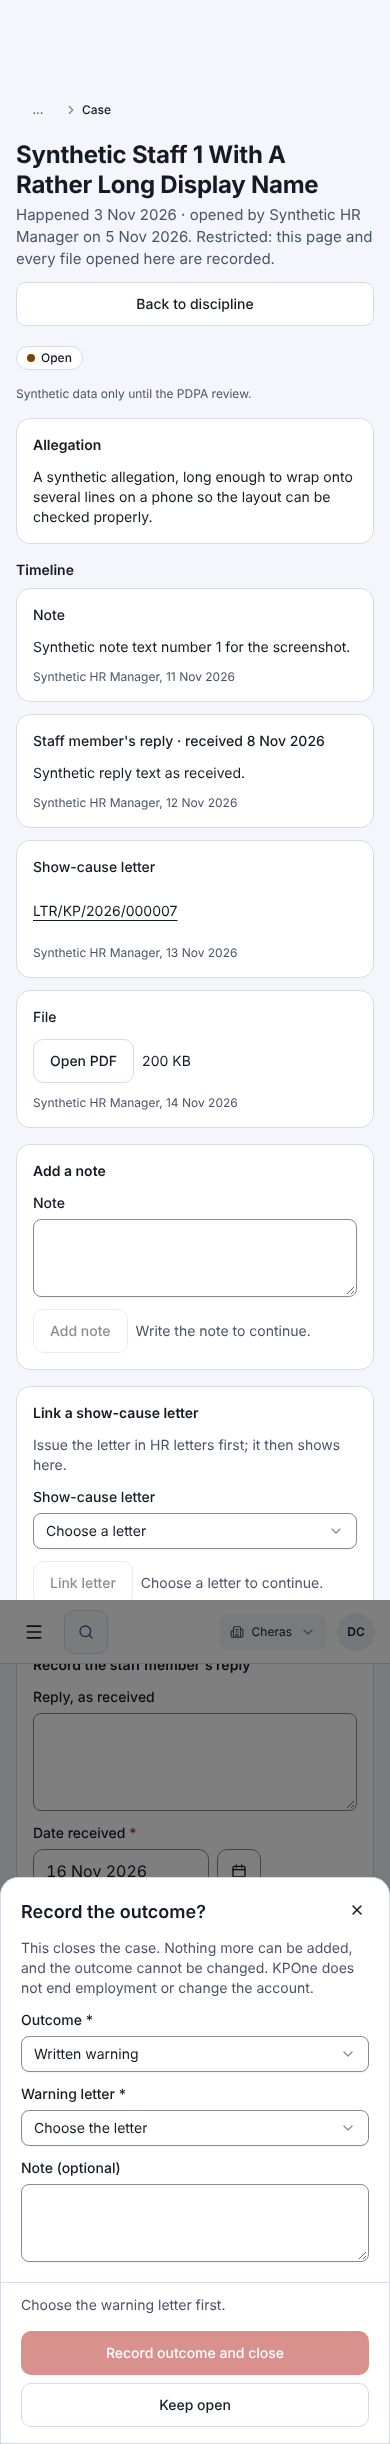 ... > Case
Synthetic Staff 1 With A
Rather Long Display Name
Happened 3 Nov 2026 · opened by Synthetic HR
Manager on 5 Nov 2026. Restricted: this page and
every file opened here are recorded.
Back to discipline
Open
Synthetic data only until the PDPA review.
Allegation
A synthetic allegation, long enough to wrap onto
several lines on a phone so the layout can be
checked properly.
Timeline
Note
Synthetic note text number 1 for the screenshot.
Synthetic HR Manager, 11 Nov 2026
Staff member's reply · received 8 Nov 2026
Synthetic reply text as received.
Synthetic HR Manager, 12 Nov 2026
Show-cause letter
LTR/KP/2026/000007
Synthetic HR Manager, 13 Nov 2026
File
Open PDF 200 KB
Synthetic HR Manager, 14 Nov 2026
Add a note
Note
Add note Write the note to continue.
Link a show-cause letter
Issue the letter in HR letters first; it then shows
here.
Show-cause letter
Choose a letter
Link letter Choose a letter to continue.
Cheras DC
Record the staff member's reply
Reply, as received
Date received *
16 Nov 2026
Record the outcome?
This closes the case. Nothing more can be added,
and the outcome cannot be changed. KPOne does
not end employment or change the account.
Outcome *
Written warning
Warning letter *
Choose the letter
Note (optional)
Choose the warning letter first.
Record outcome and close
Keep open